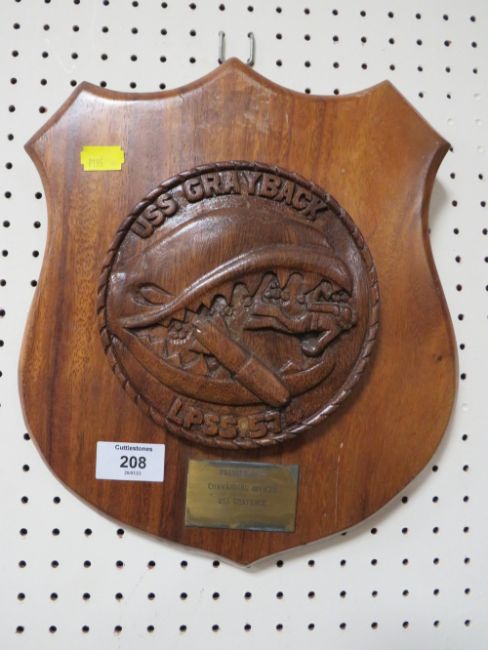 USS GRAYBACK
LPSS 57
Cuttlestones
208
COMMANDING OFFICER
USS GRAYBACK